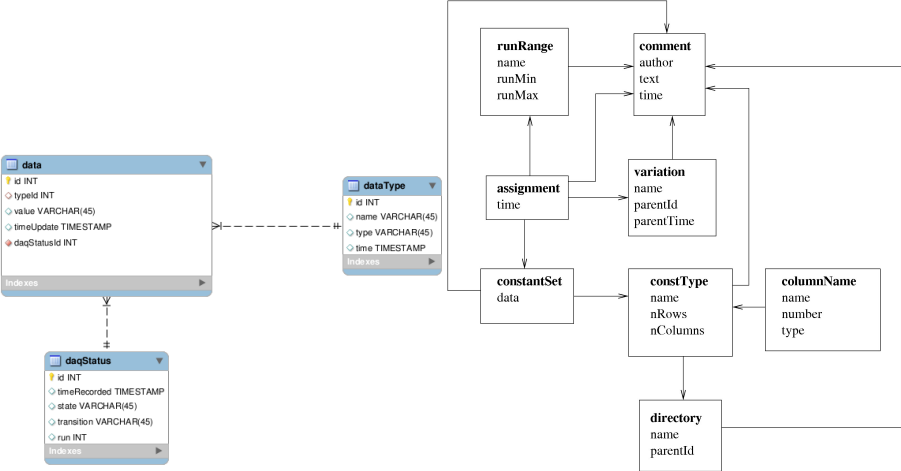 data
id INT
typeId INT
value VARCHAR(45)
timeUpdate TIMESTAMP
daqStatusId INT
Indexes
dataType
id INT
name VARCHAR(45)
type VARCHAR(45)
time TIMESTAMP
Indexes
daqStatus
id INT
timeRecorded TIMESTAMP
state VARCHAR(45)
transition VARCHAR(45)
run INT
Indexes
runRange
name
runMin
runMax
comment
author
text
time
assignment
time
variation
name
parentId
parentTime
constantSet
data
constType
name
nRows
nColumns
columnName
name
number
type
directory
name
parentId